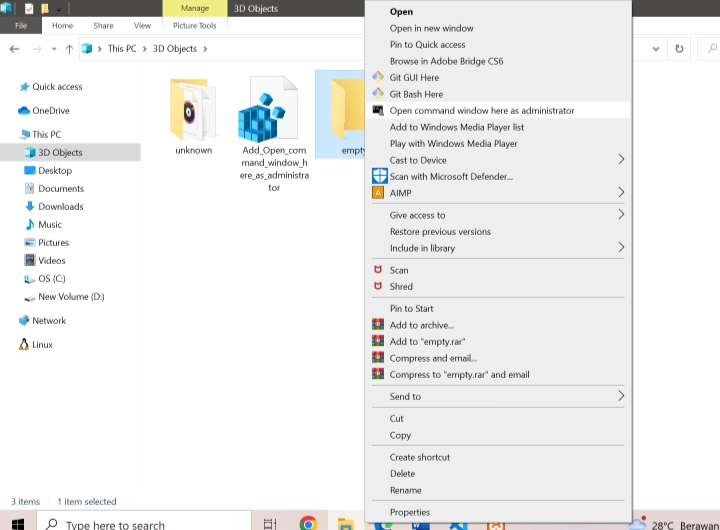 Manage
3D Objects
File
Home
Share
View
Picture Tools
This PC
3D Objects
Quick access
OneDrive
This PC
3D Objects
Desktop
Documents
Downloads
Music
Pictures
Videos
OS (C:)
New Volume (D:)
Network
Linux
unknown
Add_Open_com
mand_window_h
ere_as_administra
tor
empty
Open
Open in new window
Pin to Quick access
Browse in Adobe Bridge CS6
Git GUI Here
Git Bash Here
Open command window here as administrator
Add to Windows Media Player list
Play with Windows Media Player
Cast to Device
Scan with Microsoft Defender...
AIMP
Give access to
Restore previous versions
Include in library
Scan
Shred
Pin to Start
Add to archive...
Add to "empty.rar"
Compress and email...
Compress to "empty.rar" and email
Send to
Cut
Copy
Create shortcut
Delete
Rename
Properties
3 items
1 item selected
Type here to search
28°C Berawan